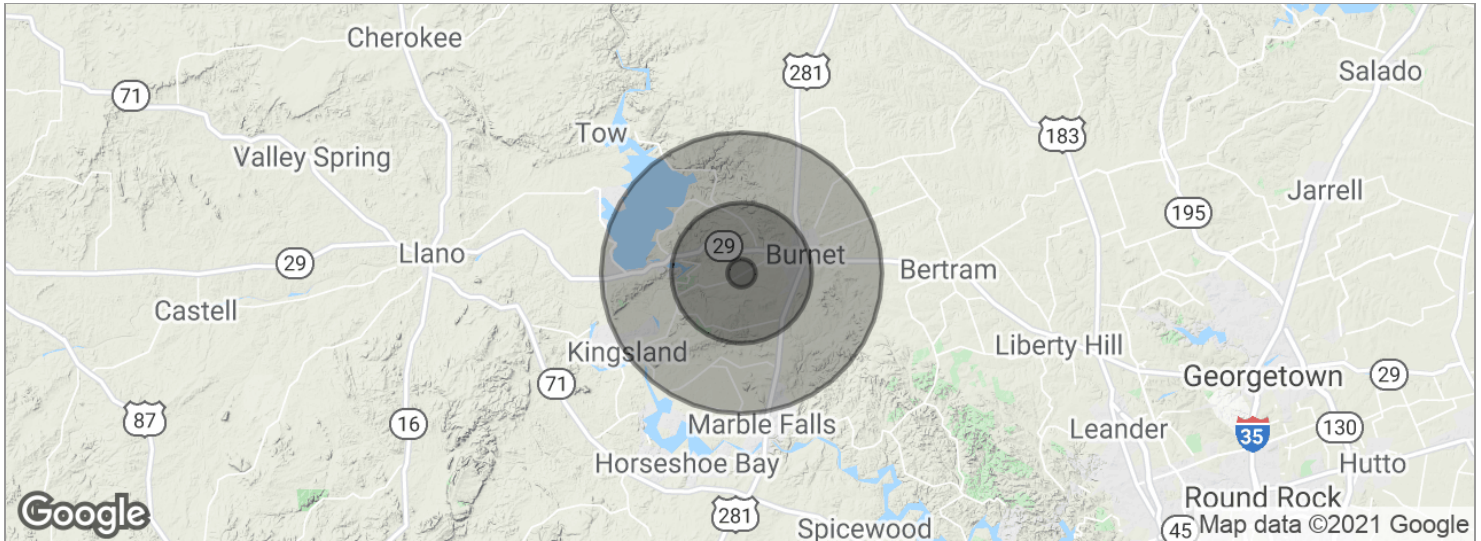 Cherokee
281
Salado
71
183
Tow
Valley Spring
Jarrell
195
29
Burnet
Llano
29
Bertram
Castell
Kingsland
Liberty Hill
71
Georgetown
29
87
16
Marble Falls
Leander
35
130
Horseshoe Bay
Hutto
Google
281
Spicewood
Round Rock
45
Map data ©2021 Google